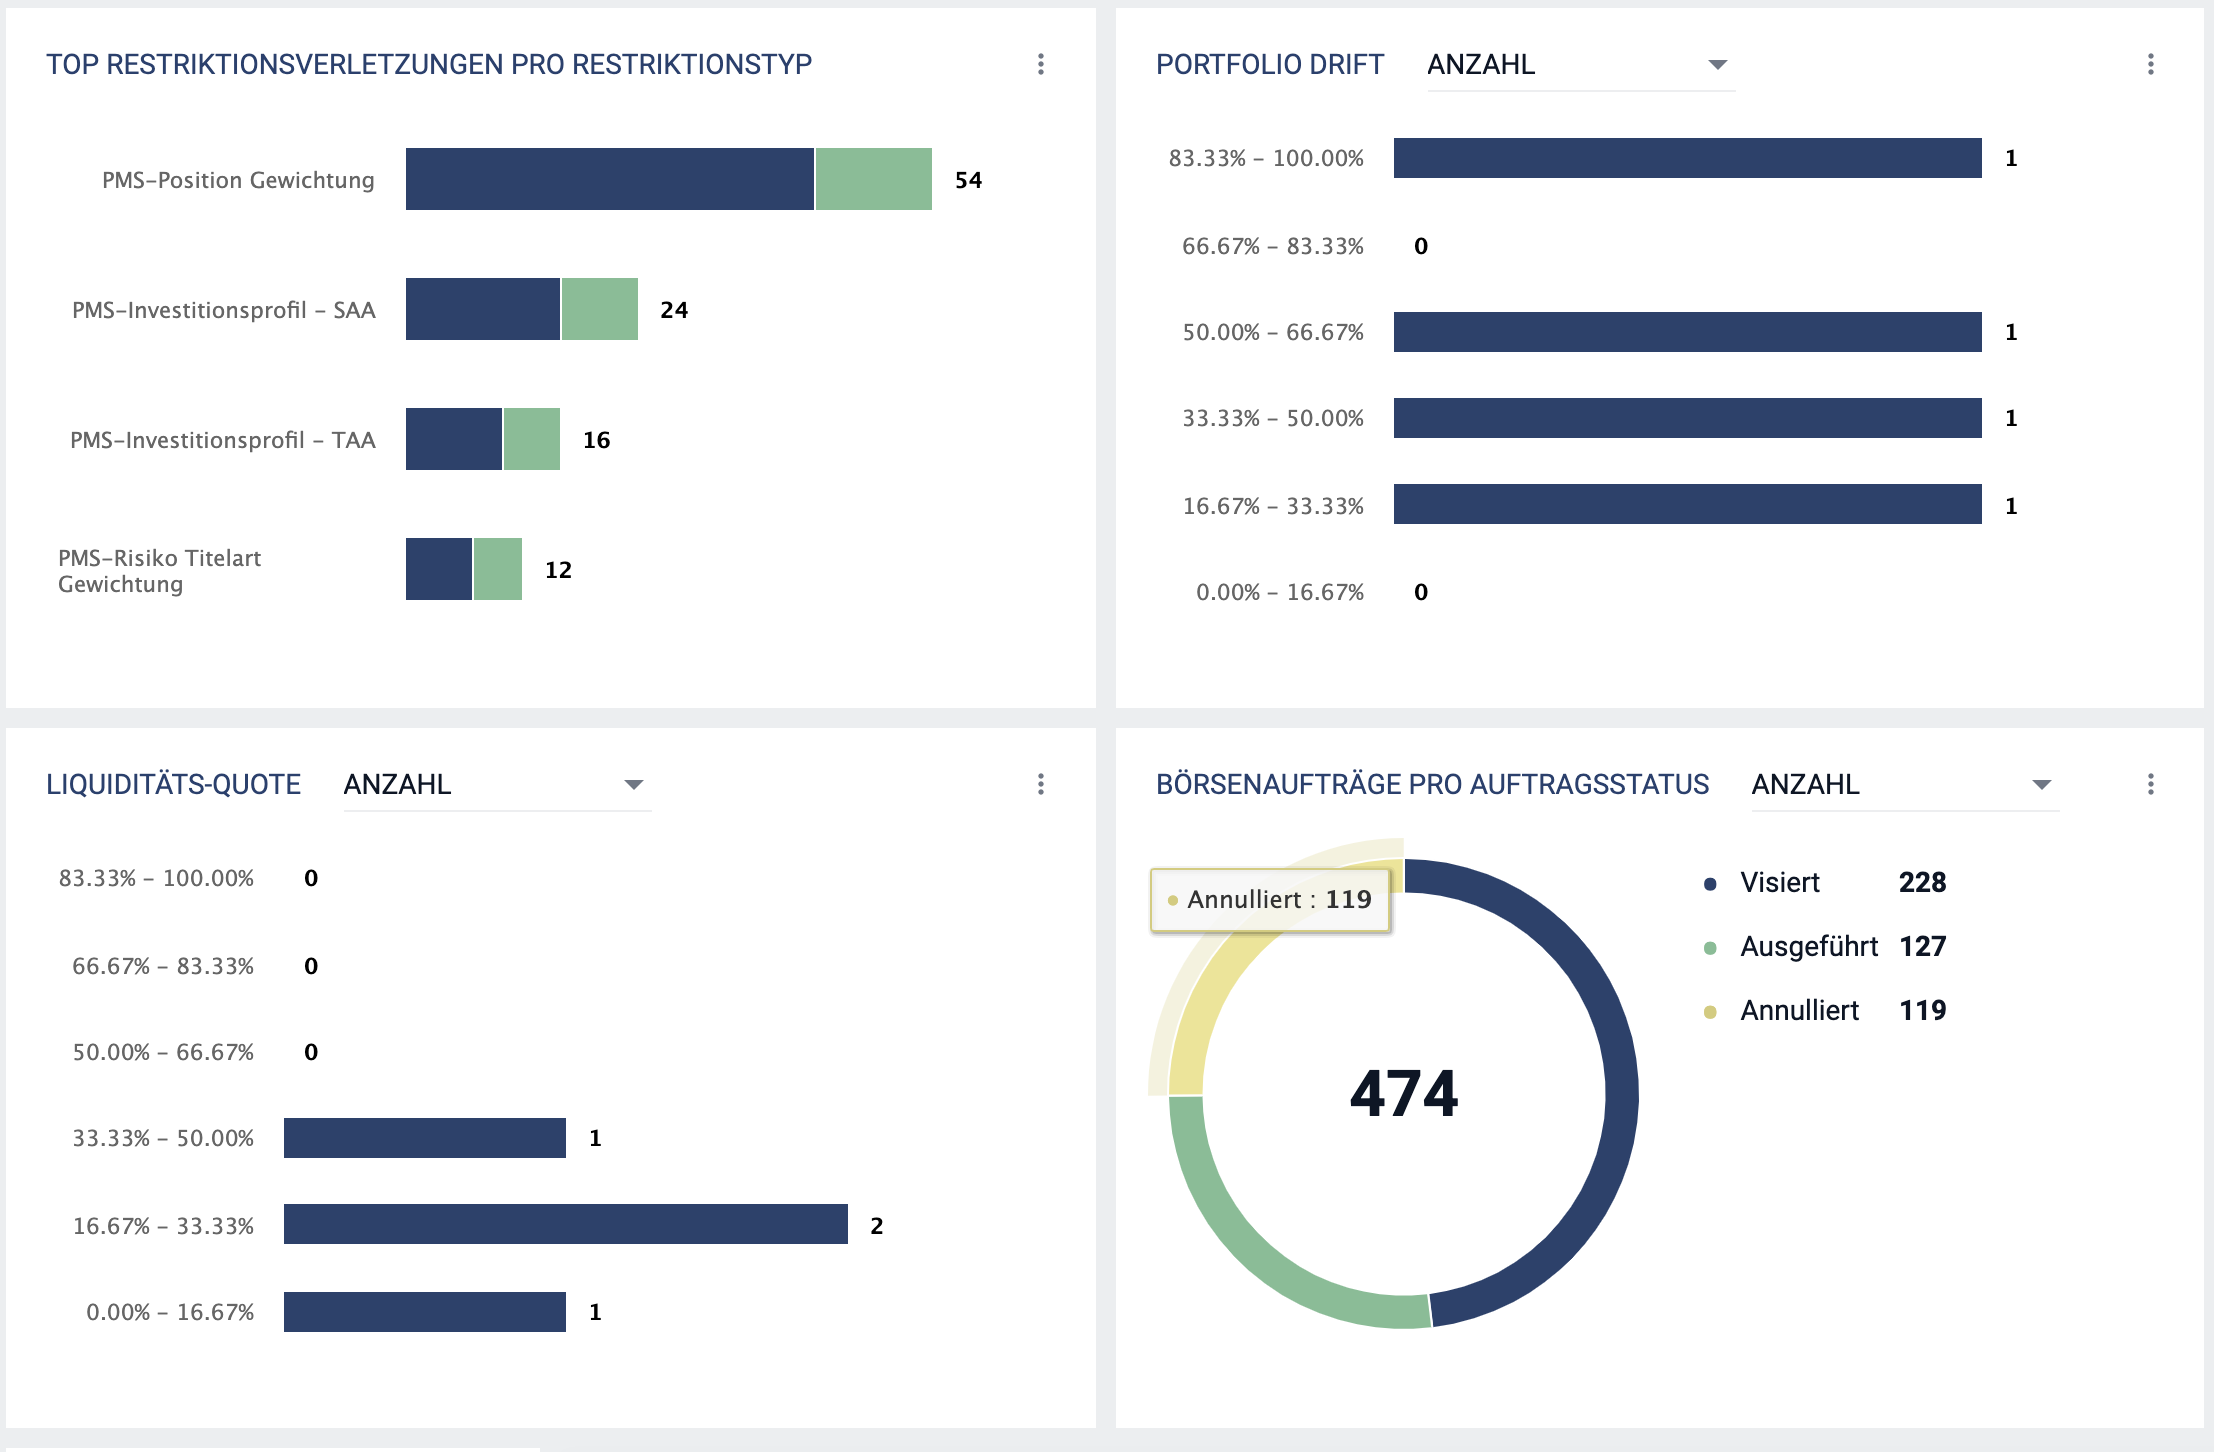 TOP RESTRIKTIONSVERLETZUNGEN PRO RESTRIKTIONSTYP
PMS-Position Gewichtung 54
PMS-Investitionsprofil - SAA 24
PMS-Investitionsprofil - TAA 16
PMS-Risiko Titelart
Gewichtung 12
PORTFOLIO DRIFT ANZAHL
83.33% - 100.00% 1
66.67% - 83.33% 0
50.00% - 66.67% 1
33.33% - 50.00% 1
16.67% - 33.33% 1
0.00% - 16.67% 0
LIQUIDITÄTS-QUOTE ANZAHL
83.33% - 100.00% 0
66.67% - 83.33% 0
50.00% - 66.67% 0
33.33% - 50.00% 1
16.67% - 33.33% 2
0.00% - 16.67% 1
BÖRSENAUFTRÄGE PRO AUFTRAGSSTATUS ANZAHL
Annulliert : 119
474
Visiert 228
Ausgeführt 127
Annulliert 119